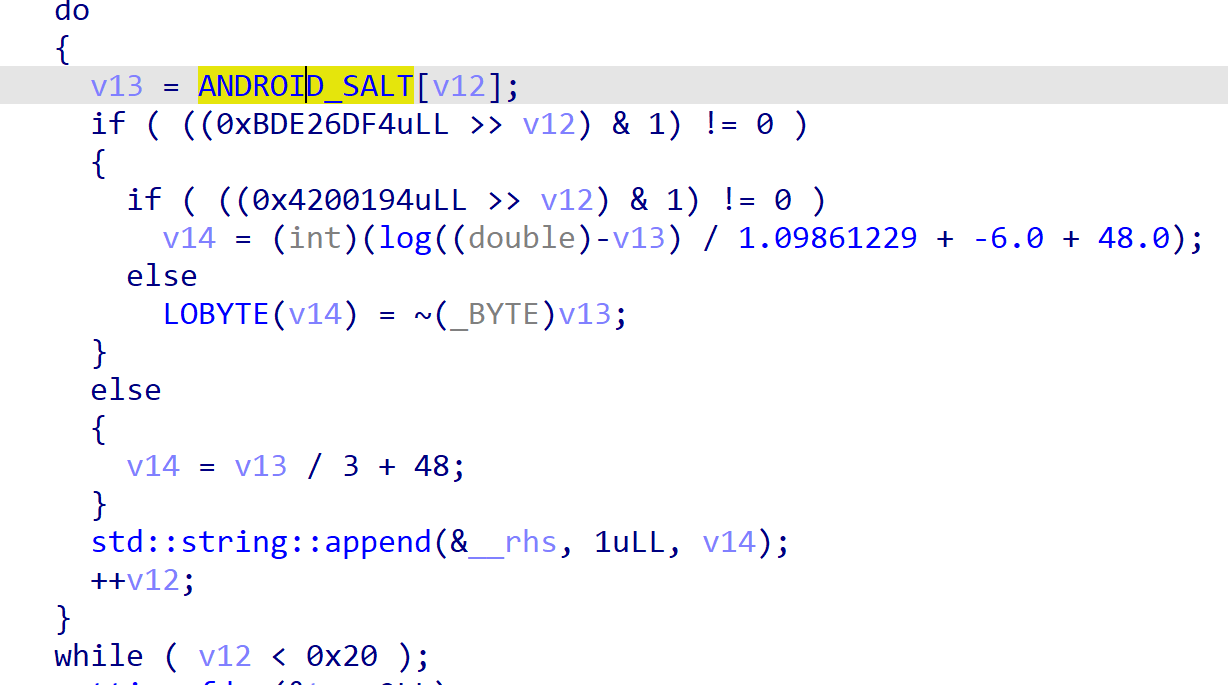 do
{
v13 = ANDROID_SALT[v12];
if ( ((0xBDE26DF4uLL >> v12) & 1) != 0 )
{
if ( ((0x4200194uLL >> v12) & 1) != 0 )
v14 = (int)(log((double)-v13) / 1.09861229 + -6.0 + 48.0);
else
LOBYTE(v14) = ~(_BYTE)v13;
}
else
{
v14 = v13 / 3 + 48;
}
std::string::append(&__rhs, 1uLL, v14);
++v12;
}
while ( v12 < 0x20 );